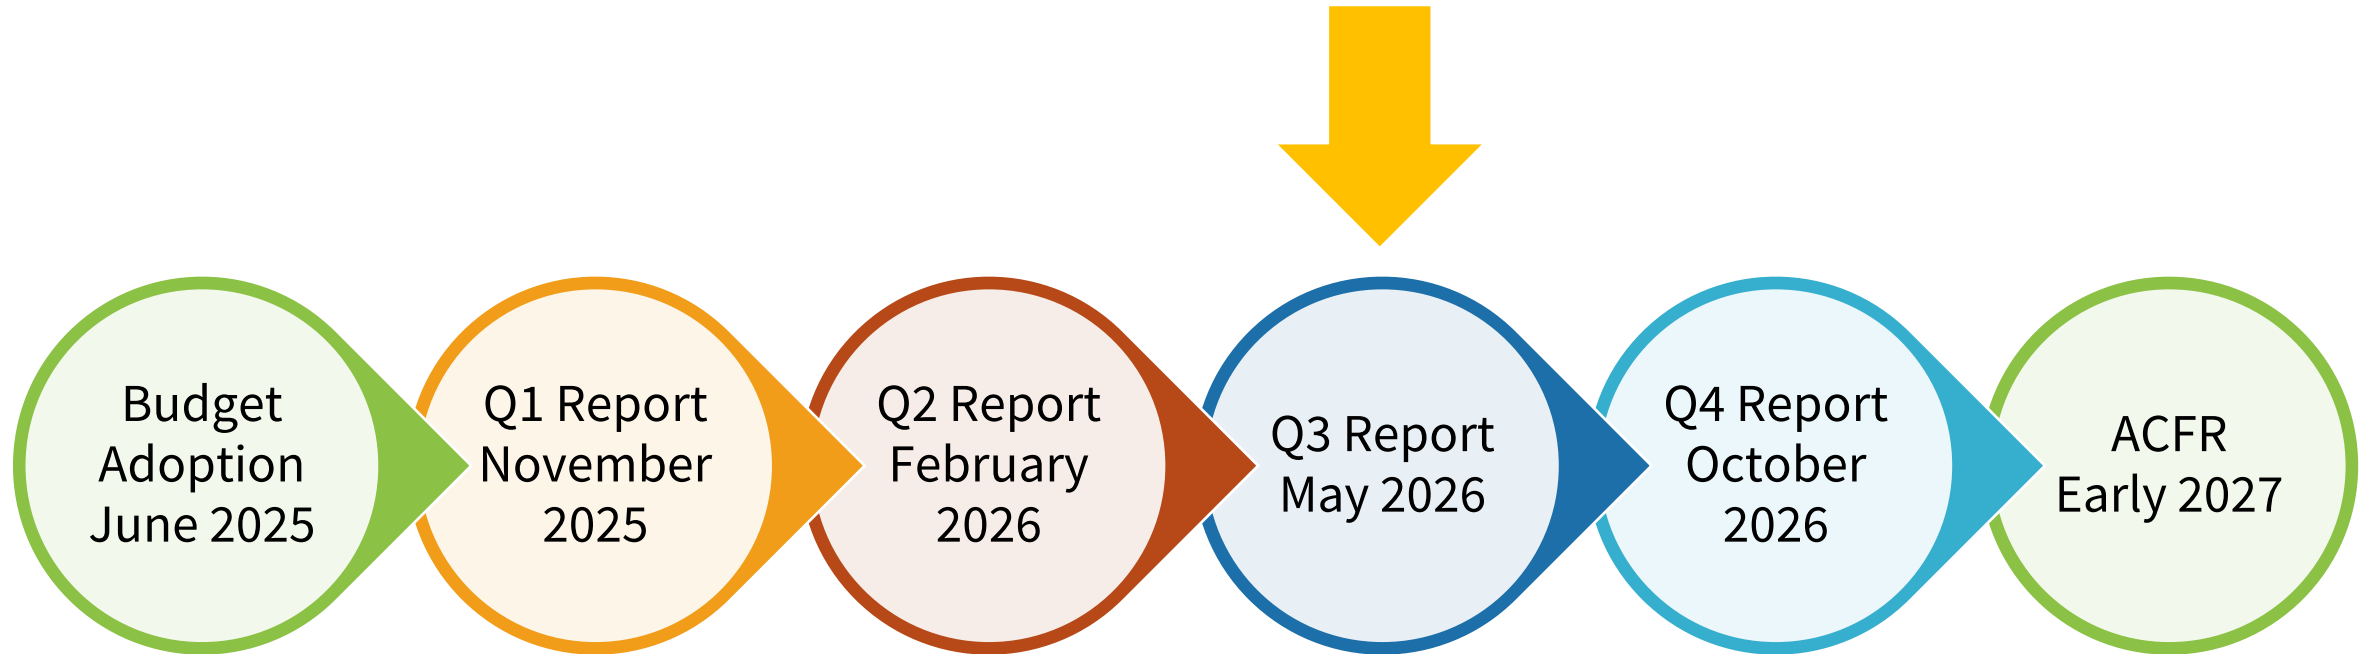 Budget
Adoption
June 2025
Q1 Report
November
2025
Q2 Report
February
2026
Q3 Report
May 2026
Q4 Report
October
2026
ACFR
Early 2027